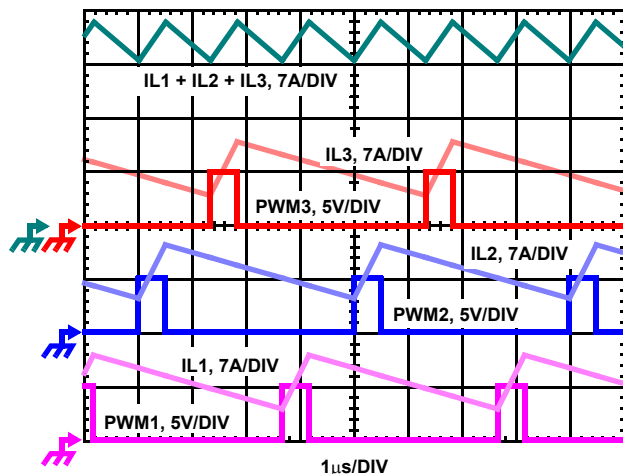 IL1 + IL2 + IL3, 7A/DIV
IL3, 7A/DIV
PWM3, 5V/DIV
IL2, 7A/DIV
PWM2, 5V/DIV
IL1, 7A/DIV
PWM1, 5V/DIV
1μs/DIV